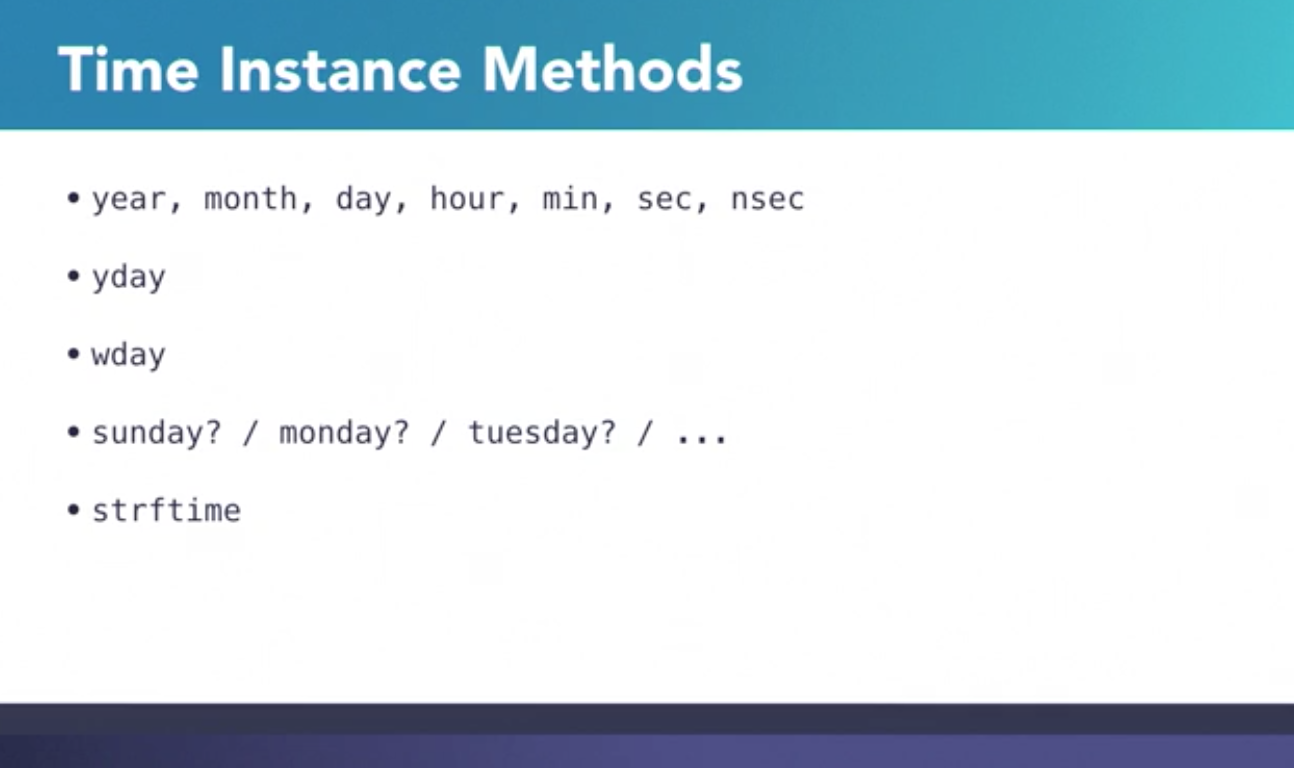 Time Instance Methods
• year, month, day, hour, min, sec, nsec
• yday
• wday
• sunday? / monday? / tuesday? / ...
• strftime